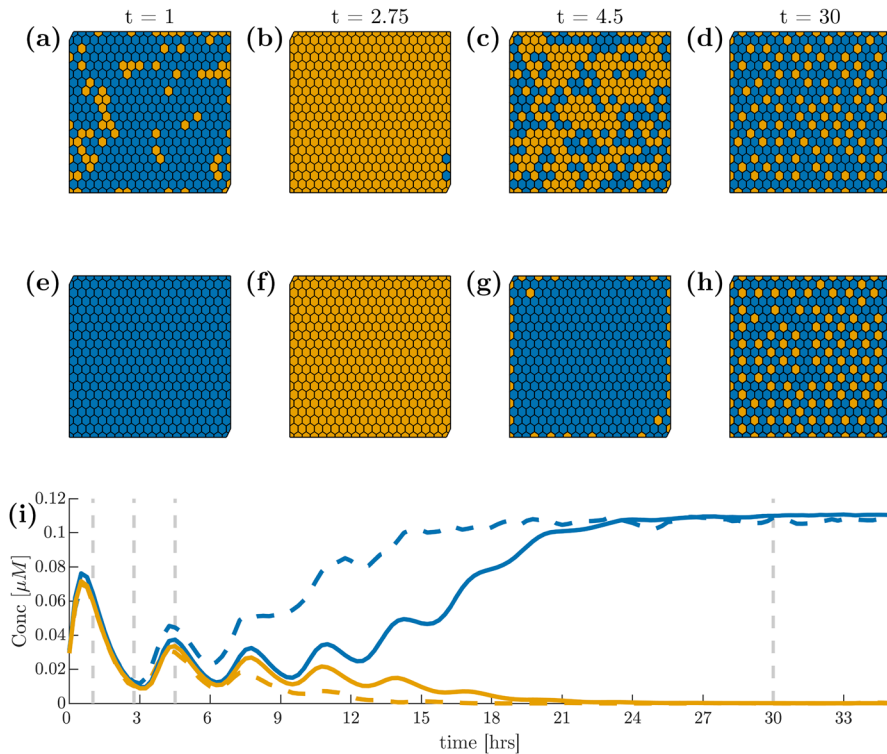 t = 1
t = 2.75
t = 4.5
t = 30
(a)
(b)
(c)
(d)
(e)
(f)
(g)
(h)
(i)
0.12
0.1
0.08
0.06
0.04
0.02
0
Conc [μM]
0 3 6 9 12 15 18 21 24 27 30 33
time [hrs]